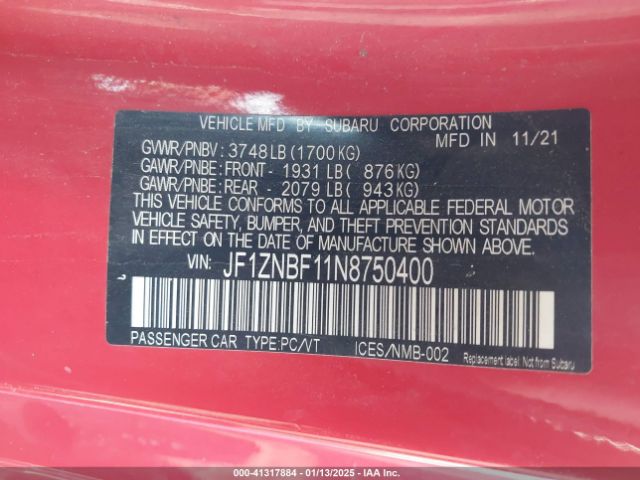 VEHICLE MFD BY SUBARU CORPORATION
MFD IN 11/21
GVWR/PNBV : 3748LB (1700 KG)
GAWR/PNBE: FRONT- 1931 LB ( 876 KG)
GAWR/PNBE: REAR - 2079 LB ( 943 KG)
THIS VEHICLE CONFORMS TO ALL APPLICABLE FEDERAL MOTOR
VEHICLE SAFETY, BUMPER, AND THEFT PREVENTION STANDARDS
IN EFFECT ON THE DATE OF MANUFACTURE SHOWN ABOVE.
VIN: JF1ZNBF11N8750400
PASSENGER CAR TYPE:PC/VT ICES/NMB-002
Replacement label. Not from Subaru
000-41317884 | 01/13/2025 | IAA Inc.